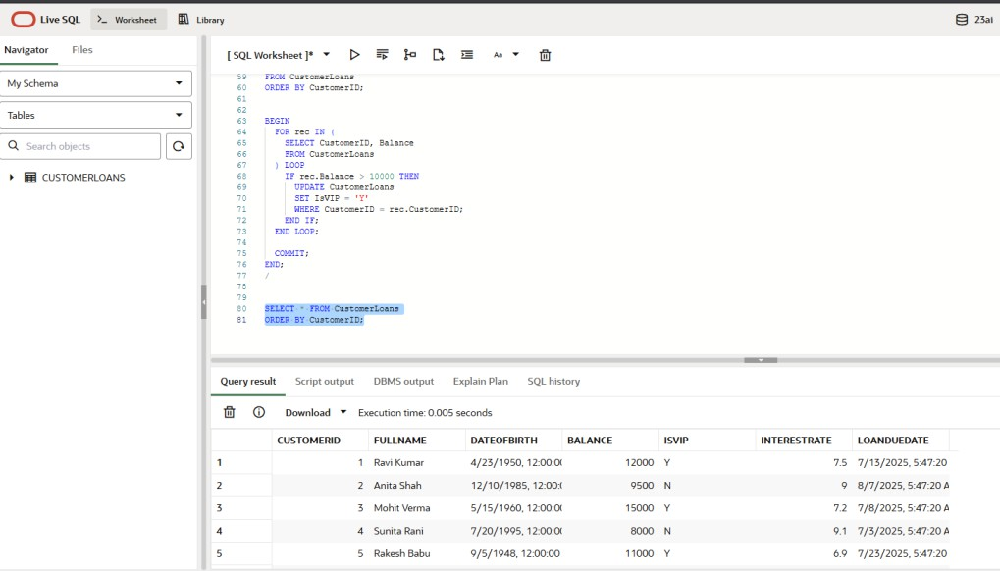 Live SQL
Worksheet
Library
23ai
Navigator
Files
My Schema
Tables
Search objects
CUSTOMERLOANS
[ SQL Worksheet ]*
Aa
59 FROM CustomerLoans
60 ORDER BY CustomerID;
61
62
63 BEGIN
64 FOR rec IN (
65 SELECT CustomerID, Balance
66 FROM CustomerLoans
67 ) LOOP
68 IF rec.Balance > 10000 THEN
69 UPDATE CustomerLoans
70 SET IsVIP = 'Y'
71 WHERE CustomerID = rec.CustomerID;
72 END IF;
73 END LOOP;
74
75 COMMIT;
76 END;
77 /
78
79
80 SELECT * FROM CustomerLoans
81 ORDER BY CustomerID;
Query result
Script output
DBMS output
Explain Plan
SQL history
Download
Execution time: 0.005 seconds
CUSTOMERID FULLNAME DATEOFBIRTH BALANCE ISVIP INTERESTRATE LOANDUEDATE
1 1 Ravi Kumar 4/23/1950, 12:00:00 12000 Y 7.5 7/13/2025, 5:47:20
2 2 Anita Shah 12/10/1985, 12:00:0 9500 N 9 8/7/2025, 5:47:20 A
3 3 Mohit Verma 5/15/1960, 12:00:00 15000 Y 7.2 7/8/2025, 5:47:20 A
4 4 Sunita Rani 7/20/1995, 12:00:00 8000 N 9.1 7/3/2025, 5:47:20 A
5 5 Rakesh Babu 9/5/1948, 12:00:00 11000 Y 6.9 7/23/2025, 5:47:20